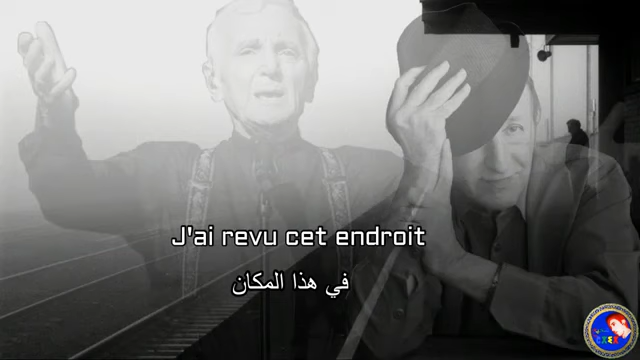 J'ai revu cet endroit
في هذا المكان